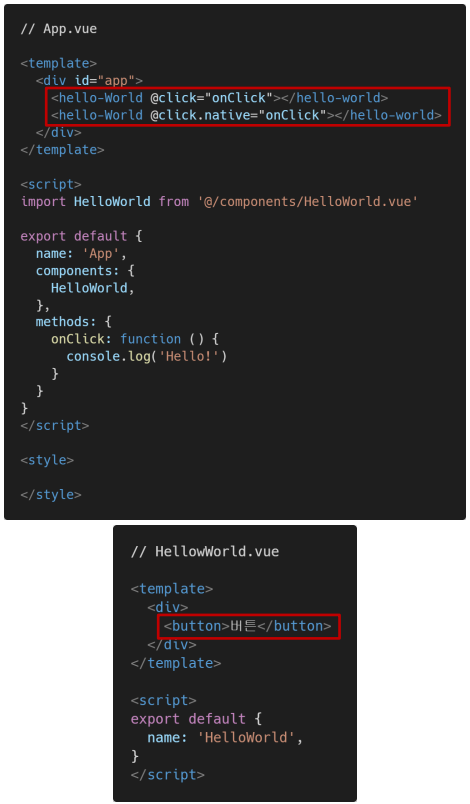 // App.vue
<template>
  <div id="app">
    <hello-World @click="onClick"></hello-world>
    <hello-World @click.native="onClick"></hello-world>
  </div>
</template>
<script>
import HelloWorld from '@/components/HelloWorld.vue'
export default {
  name: 'App',
  components: {
    HelloWorld,
  },
  methods: {
    onClick: function () {
      console.log('Hello!')
    }
  }
}
</script>
<style>
</style>
// HellowWorld.vue
<template>
  <div>
    <button>버튼</button>
  </div>
</template>
<script>
export default {
  name: 'HelloWorld',
}
</script>